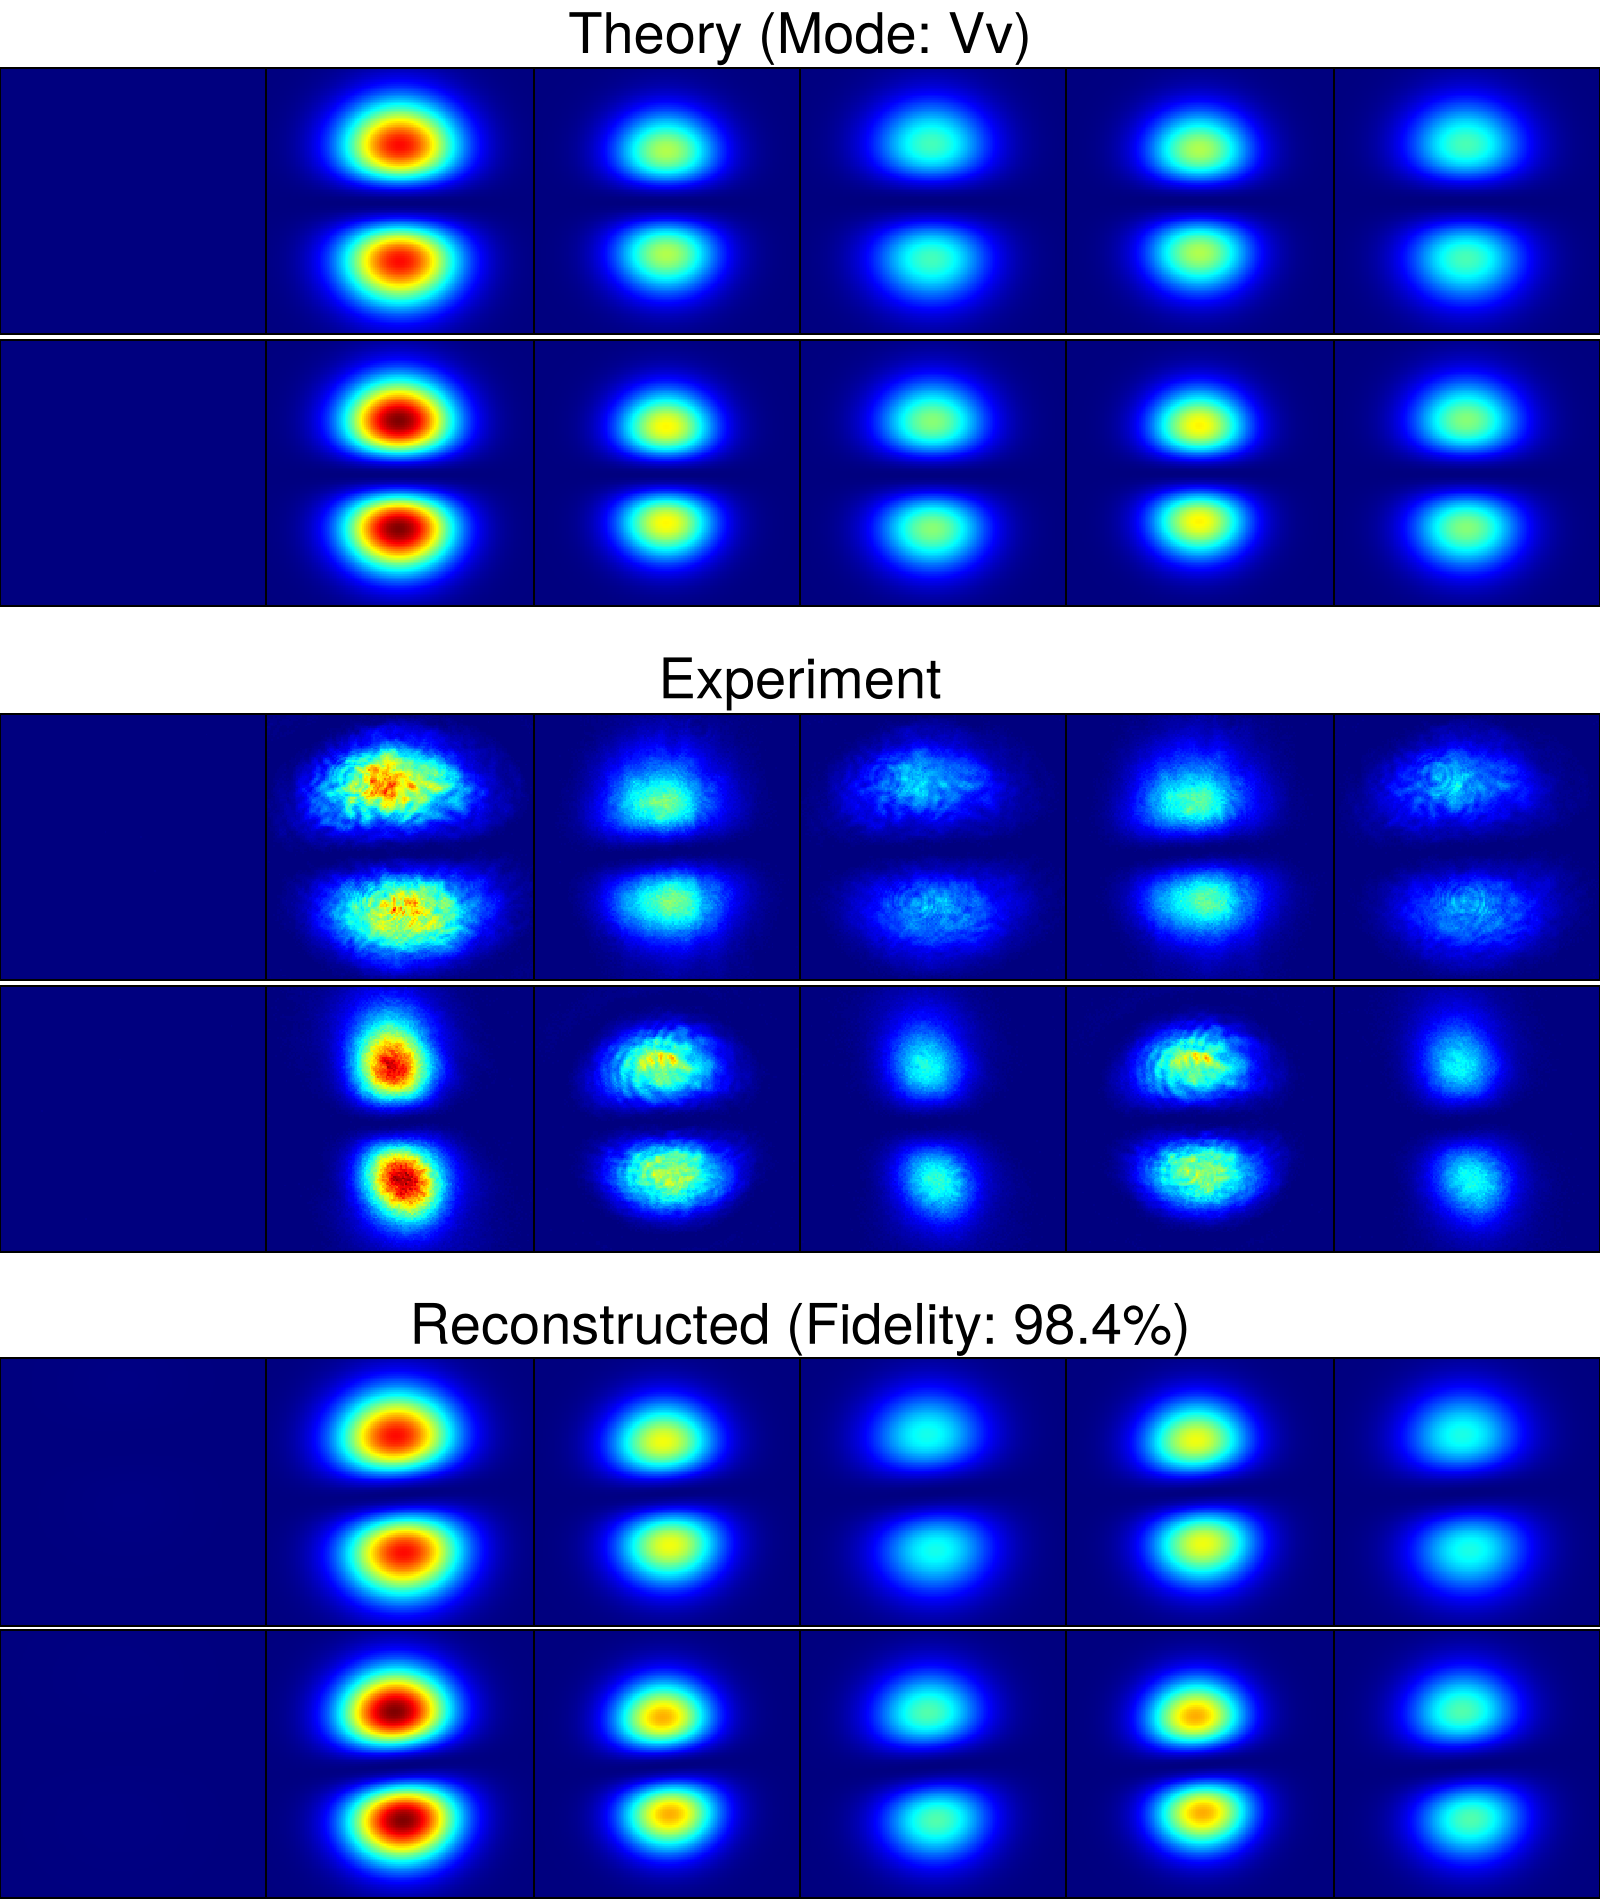 Theory (Mode: Vv)
Experiment
Reconstructed (Fidelity: 98.4%)